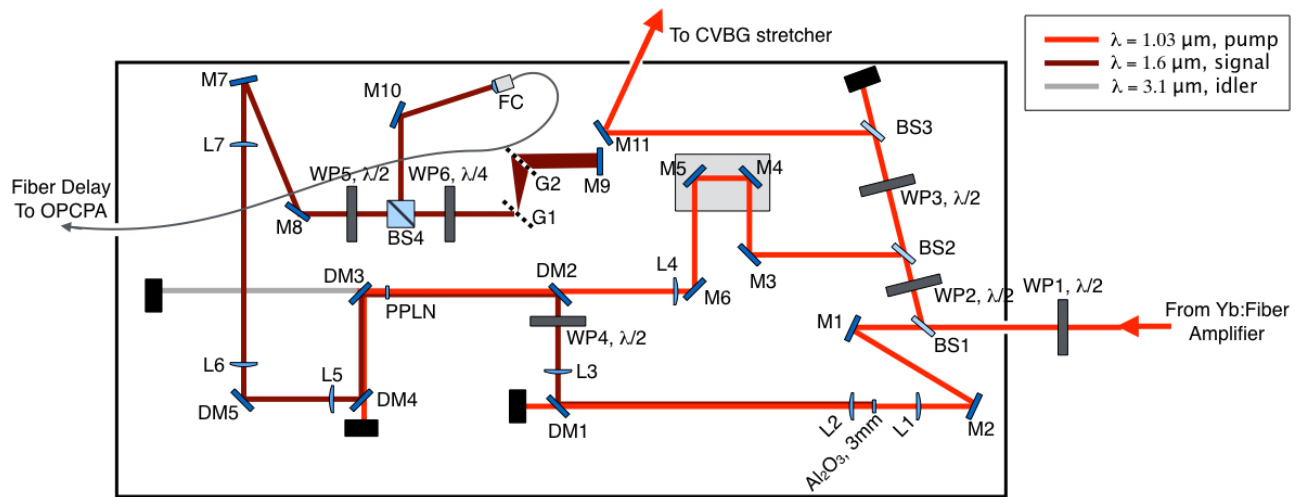 To CVBG stretcher
λ = 1.03 µm, pump
λ = 1.6 µm, signal
λ = 3.1 µm, idler
M7
M10
FC
M11
BS3
L7
WP5, λ/2
WP6, λ/4
G2
M9
M5
M4
WP3, λ/2
Fiber Delay
To OPCPA
M8
BS4
G1
BS2
M3
DM3
DM2
L4
M6
WP2, λ/2
WP1, λ/2
PPLN
M1
From Yb:Fiber
Amplifier
WP4, λ/2
BS1
L6
L5
L3
DM5
DM4
DM1
L2
L1
M2
Al₂O₃, 3mm